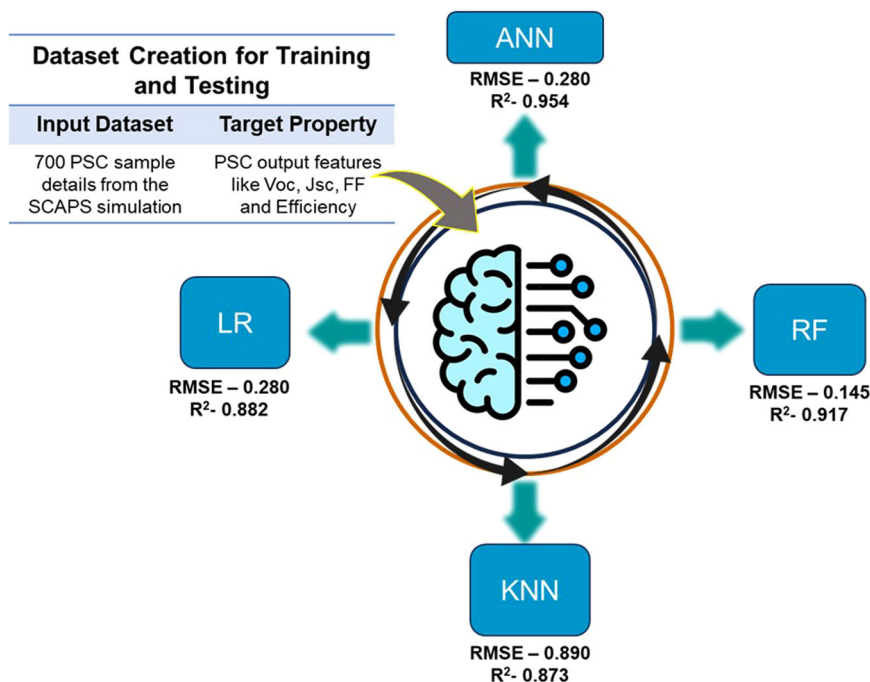 Dataset Creation for Training
and Testing
Input Dataset Target Property
700 PSC sample
details from the
SCAPS simulation
PSC output features
like Voc, Jsc, FF
and Efficiency
ANN
RMSE – 0.280
R²- 0.954
LR
RMSE – 0.280
R²- 0.882
RF
RMSE – 0.145
R²- 0.917
KNN
RMSE – 0.890
R²- 0.873